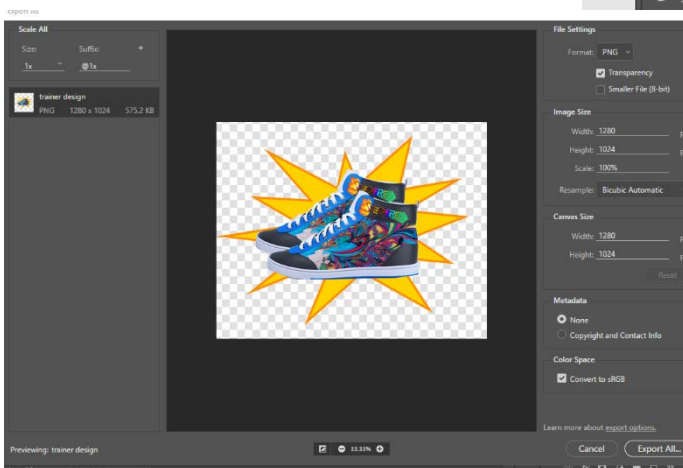 Export As
Scale All
Size: Suffix: +
1x @1x
trainer design
PNG 1280 x 1024 575.2 KB
File Settings
Format: PNG
Transparency
Smaller File (8-bit)
Image Size
Width: 1280
Height: 1024
Scale: 100%
Resample: Bicubic Automatic
Canvas Size
Width: 1280
Height: 1024
Reset
Metadata
None
Copyright and Contact Info
Color Space
Convert to sRGB
Learn more about export options.
Previewing: trainer design
33.33%
Cancel Export All...